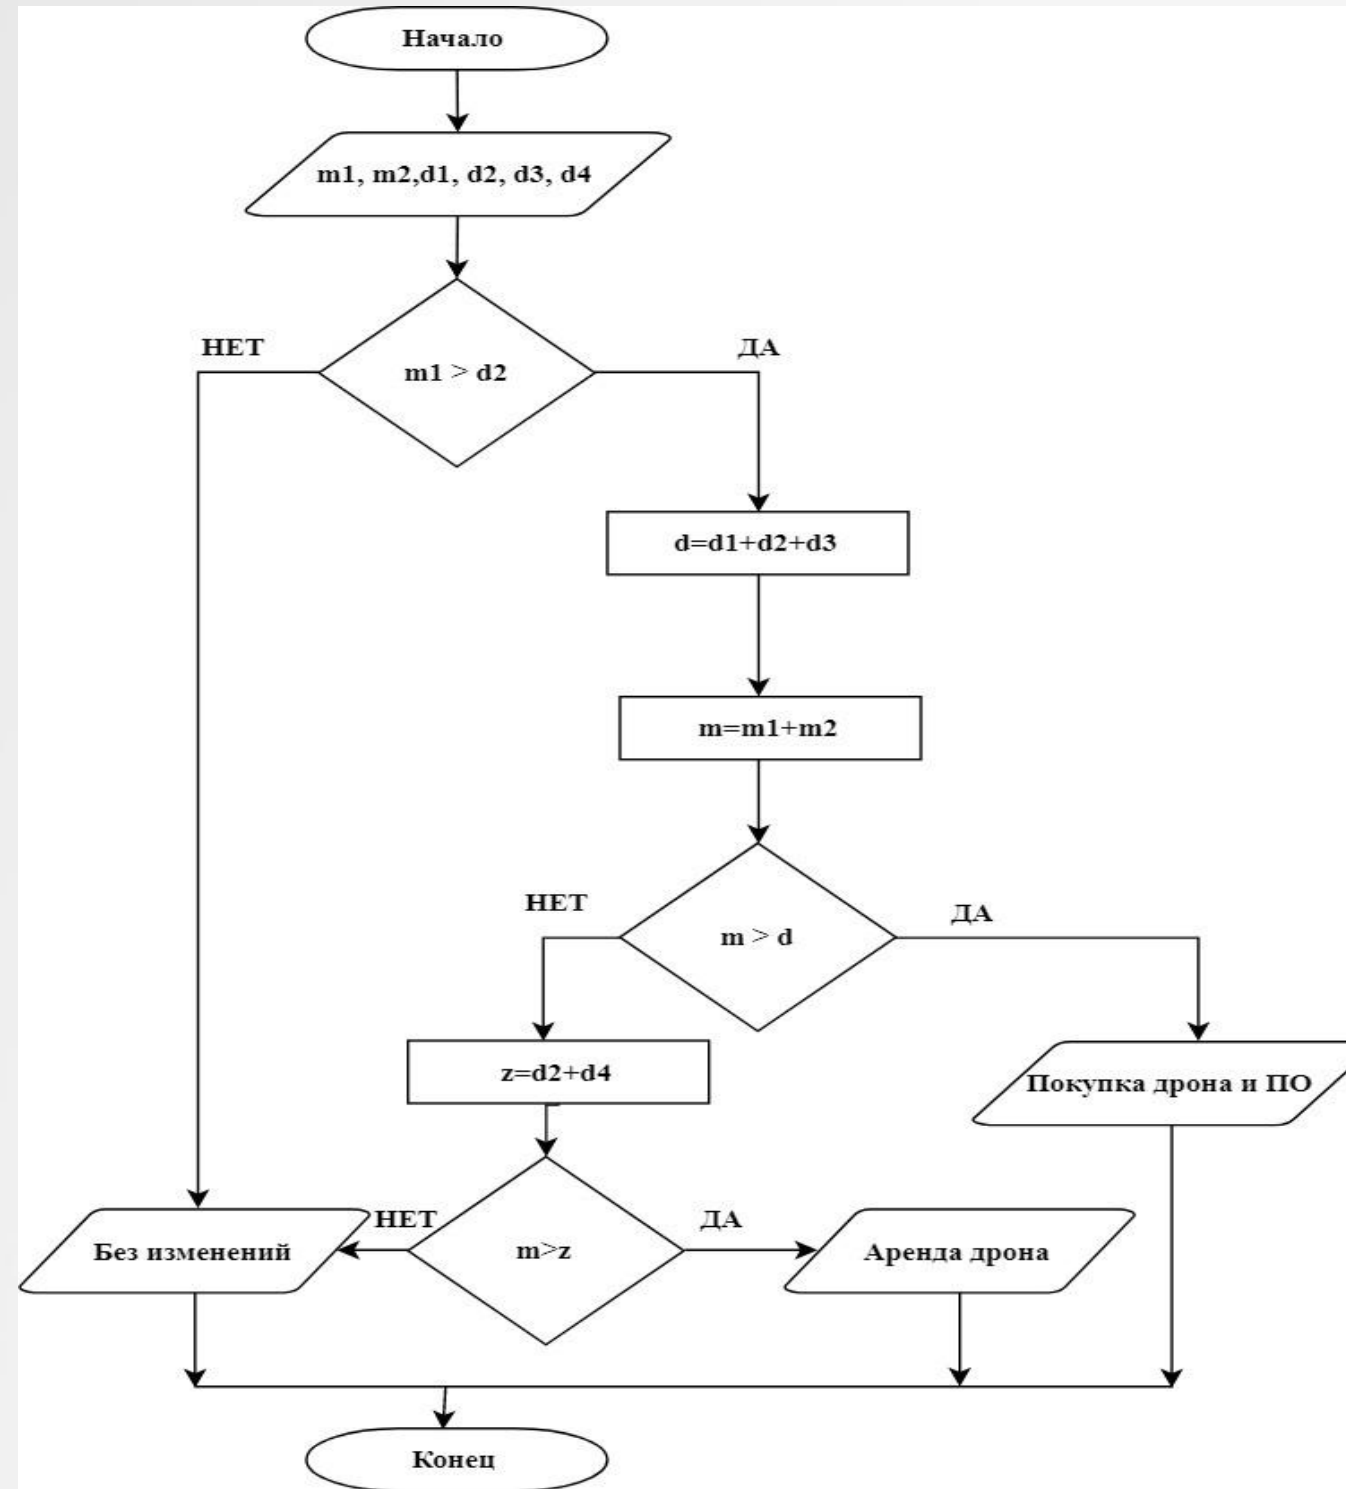 Начало
m1, m2,d1, d2, d3, d4
НЕТ
ДА
m1 > d2
d=d1+d2+d3
m=m1+m2
НЕТ
ДА
m > d
z=d2+d4
Покупка дрона и ПО
НЕТ
ДА
Без изменений
m>z
Аренда дрона
Конец